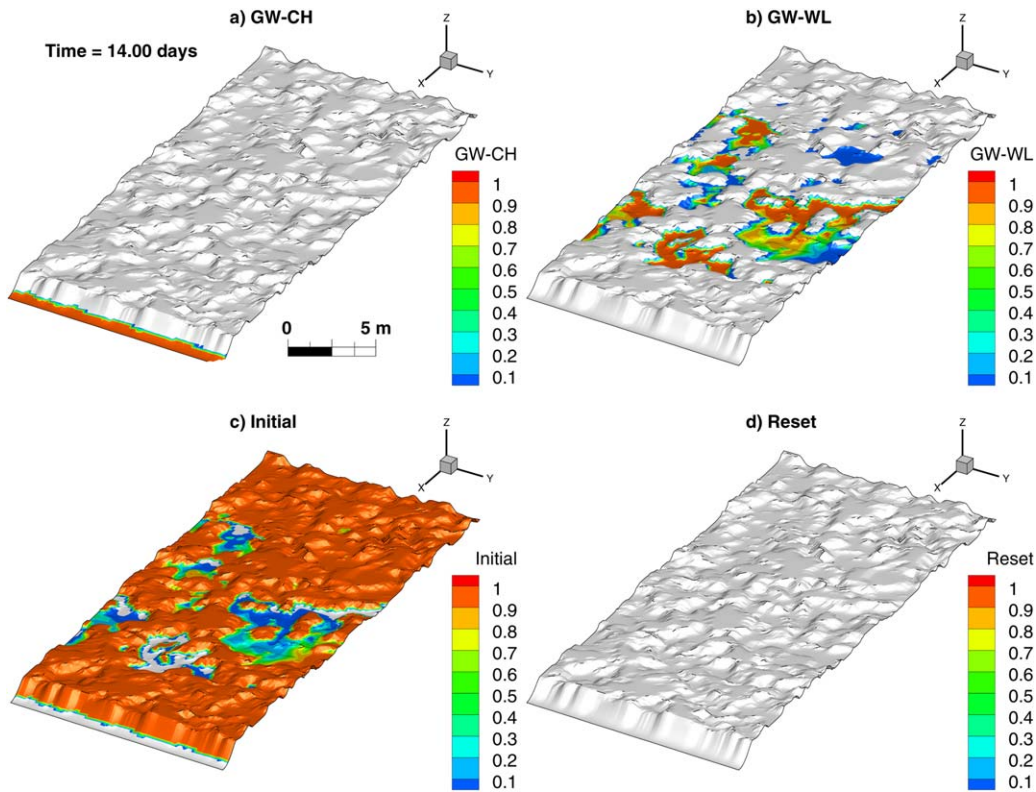 a) GW-CH
Time = 14.00 days
Z
Y
X
GW-CH
1
0.9
0.8
0.7
0.6
0.5
0.4
0.3
0.2
0.1
0 5 m
b) GW-WL
Z
Y
X
GW-WL
1
0.9
0.8
0.7
0.6
0.5
0.4
0.3
0.2
0.1
c) Initial
Z
Y
X
Initial
1
0.9
0.8
0.7
0.6
0.5
0.4
0.3
0.2
0.1
d) Reset
Z
Y
X
Reset
1
0.9
0.8
0.7
0.6
0.5
0.4
0.3
0.2
0.1